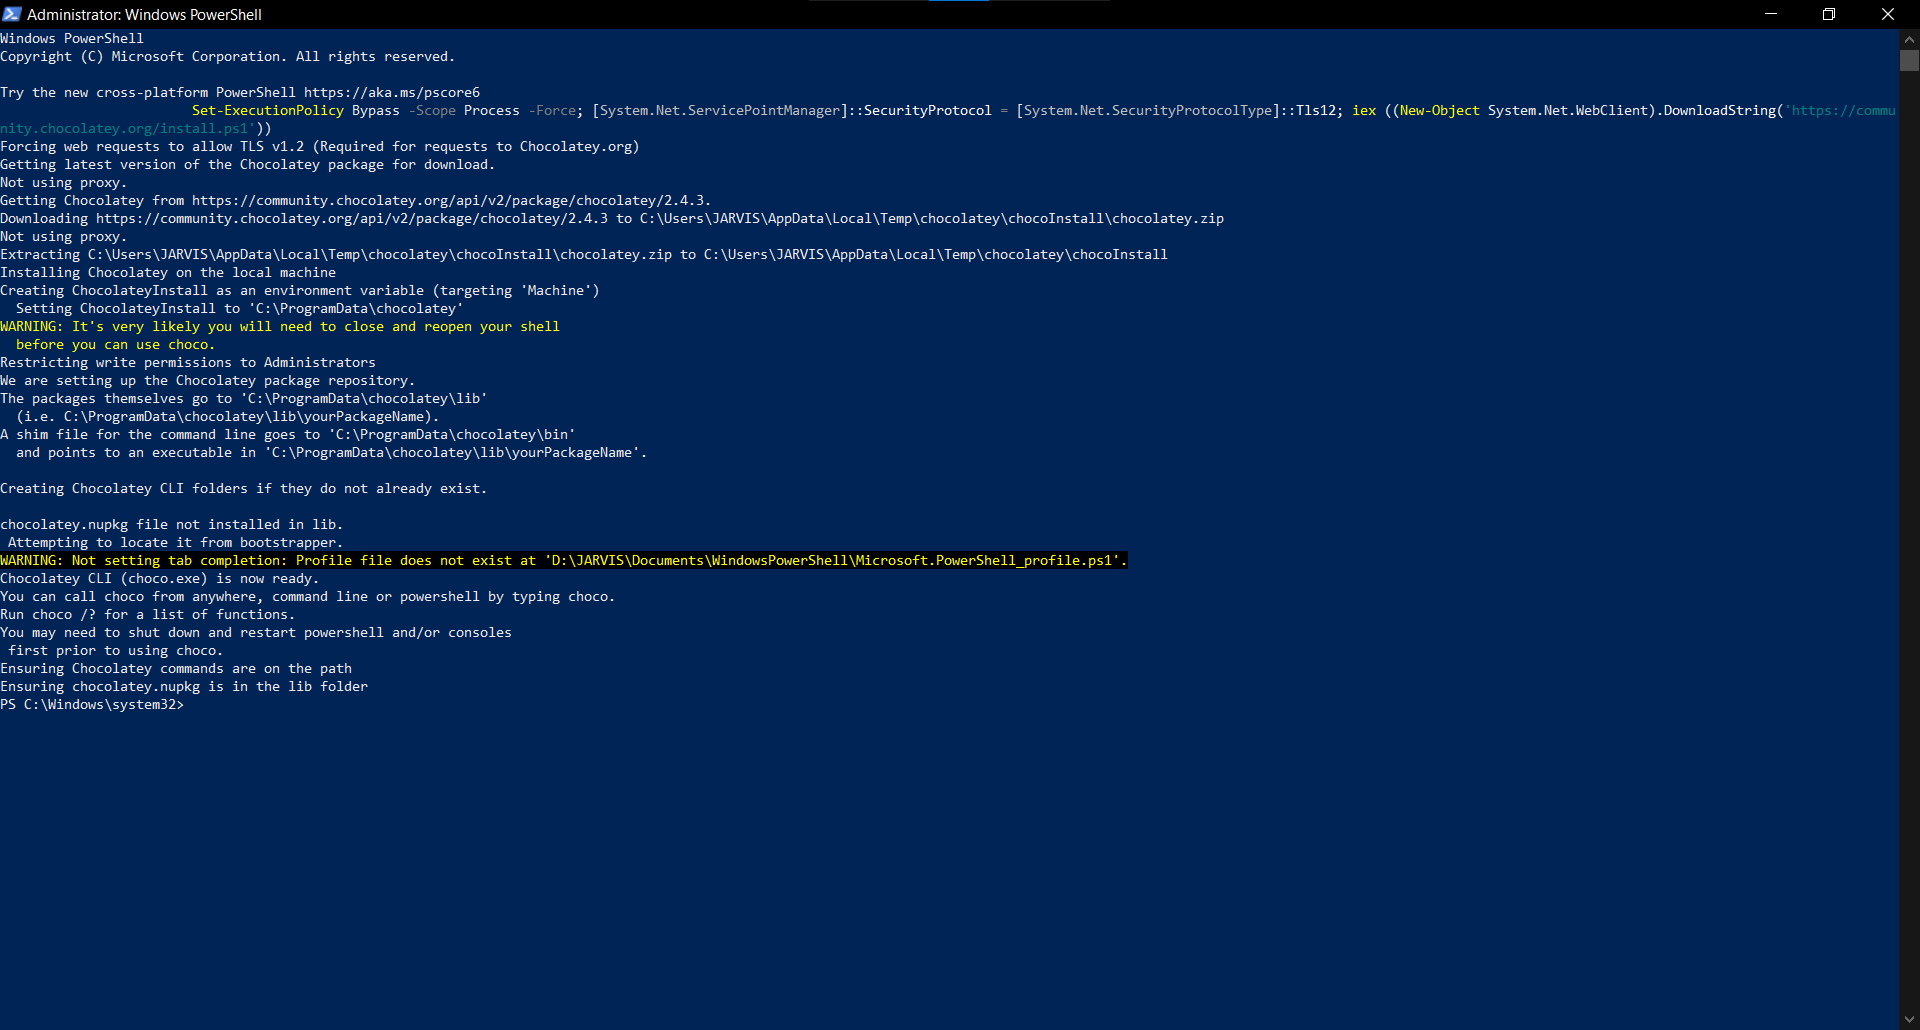 Administrator: Windows PowerShell
Windows PowerShell
Copyright (C) Microsoft Corporation. All rights reserved.
Try the new cross-platform PowerShell https://aka.ms/pscore6
Set-ExecutionPolicy Bypass -Scope Process -Force; [System.Net.ServicePointManager]::SecurityProtocol = [System.Net.SecurityProtocolType]::Tls12; iex ((New-Object System.Net.WebClient).DownloadString('https://commu
nity.chocolatey.org/install.ps1'))
Forcing web requests to allow TLS v1.2 (Required for requests to Chocolatey.org)
Getting latest version of the Chocolatey package for download.
Not using proxy.
Getting Chocolatey from https://community.chocolatey.org/api/v2/package/chocolatey/2.4.3.
Downloading https://community.chocolatey.org/api/v2/package/chocolatey/2.4.3 to C:\Users\JARVIS\AppData\Local\Temp\chocolatey\chocoInstall\chocolatey.zip
Not using proxy.
Extracting C:\Users\JARVIS\AppData\Local\Temp\chocolatey\chocoInstall\chocolatey.zip to C:\Users\JARVIS\AppData\Local\Temp\chocolatey\chocoInstall
Installing Chocolatey on the local machine
Creating ChocolateyInstall as an environment variable (targeting 'Machine')
  Setting ChocolateyInstall to 'C:\ProgramData\chocolatey'
WARNING: It's very likely you will need to close and reopen your shell
  before you can use choco.
Restricting write permissions to Administrators
We are setting up the Chocolatey package repository.
The packages themselves go to 'C:\ProgramData\chocolatey\lib'
  (i.e. C:\ProgramData\chocolatey\lib\yourPackageName).
A shim file for the command line goes to 'C:\ProgramData\chocolatey\bin'
  and points to an executable in 'C:\ProgramData\chocolatey\lib\yourPackageName'.
Creating Chocolatey CLI folders if they do not already exist.
chocolatey.nupkg file not installed in lib.
 Attempting to locate it from bootstrapper.
WARNING: Not setting tab completion: Profile file does not exist at 'D:\JARVIS\Documents\WindowsPowerShell\Microsoft.PowerShell_profile.ps1'.
Chocolatey CLI (choco.exe) is now ready.
You can call choco from anywhere, command line or powershell by typing choco.
Run choco /? for a list of functions.
You may need to shut down and restart powershell and/or consoles
 first prior to using choco.
Ensuring Chocolatey commands are on the path
Ensuring chocolatey.nupkg is in the lib folder
PS C:\Windows\system32>